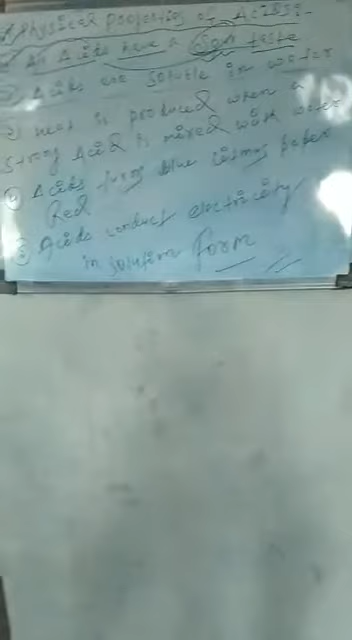 Physical Properties of Acids:-
① All Acids have a Sour taste
② Acids are soluble in water
③ Heat is produced when a
strong Acid is mixed with water
④ Acids turns blue litmus paper
Red
⑤ Acids conduct electricity
in solution Form